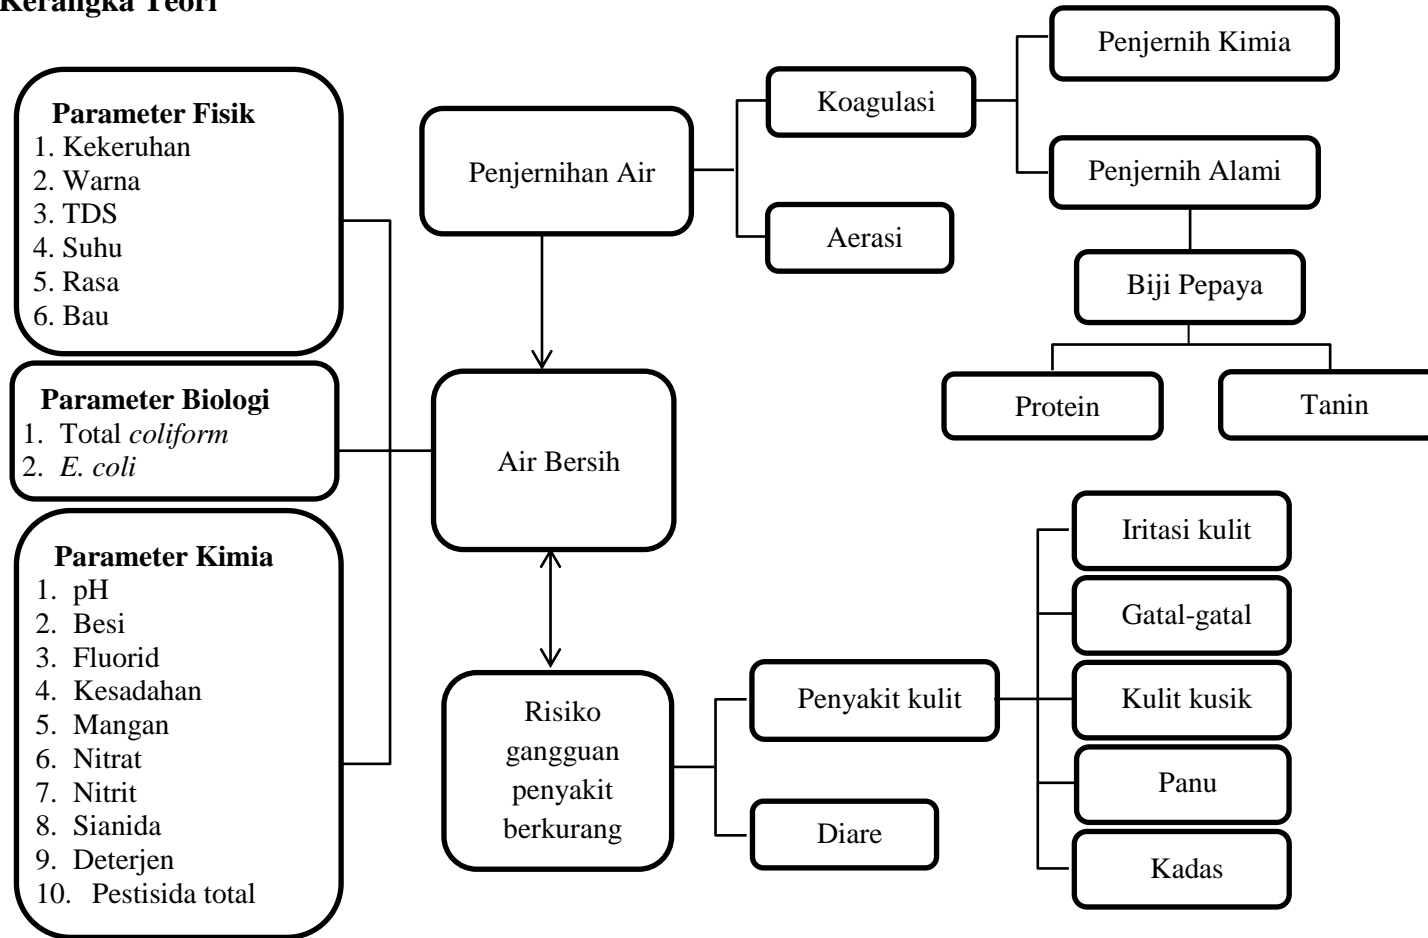 Kerangka Teori
Parameter Fisik
1. Kekeruhan
2. Warna
3. TDS
4. Suhu
5. Rasa
6. Bau
Parameter Biologi
1. Total coliform
2. E. coli
Parameter Kimia
1. pH
2. Besi
3. Fluorid
4. Kesadahan
5. Mangan
6. Nitrat
7. Nitrit
8. Sianida
9. Deterjen
10. Pestisida total
Penjernihan Air
Air Bersih
Risiko
gangguan
penyakit
berkurang
Koagulasi
Aerasi
Penjernih Kimia
Penjernih Alami
Biji Pepaya
Protein
Tanin
Penyakit kulit
Diare
Iritasi kulit
Gatal-gatal
Kulit kusik
Panu
Kadas